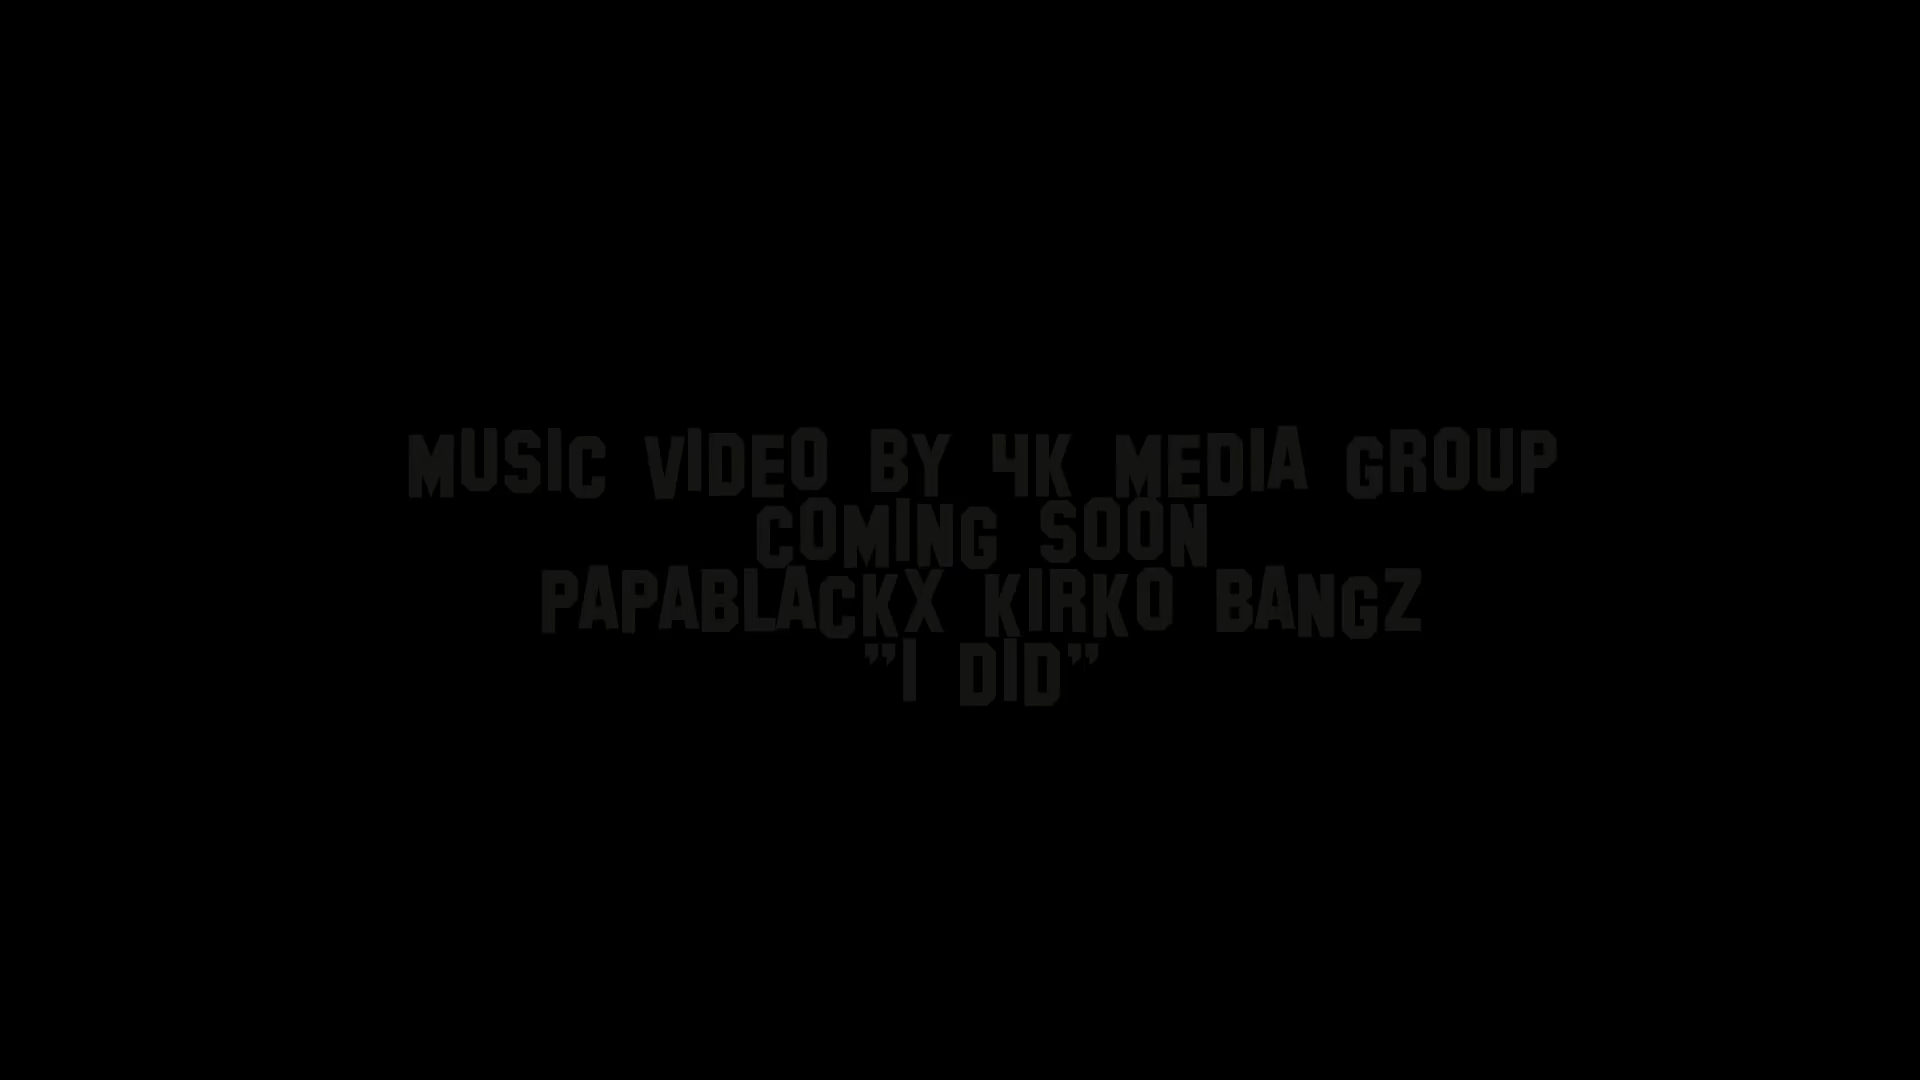 MUSIC VIDEO BY 4K MEDIA GROUP
COMING SOON
PAPABLACKX KIRKO BANGZ
"I DID"